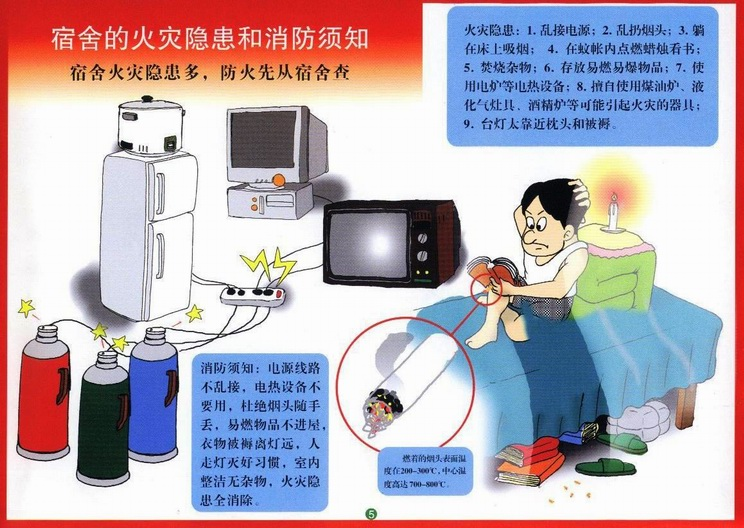 宿舍的火灾隐患和消防须知
宿舍火灾隐患多，防火先从宿舍查
火灾隐患：1. 乱接电源；2. 乱扔烟头；3. 躺
在床上吸烟； 4. 在蚊帐内点燃蜡烛看书；
5. 焚烧杂物；6. 存放易燃易爆物品；7. 使
用电炉等电热设备；8. 擅自使用煤油炉、液
化气灶具、酒精炉等可能引起火灾的器具；
9. 台灯太靠近枕头和被褥。
消防须知：电源线路
不乱接，电热设备不
要用，杜绝烟头随手
丢，易燃物品不进屋，
衣物被褥离灯远，人
走灯灭好习惯，室内
整洁无杂物，火灾隐
患全消除。
燃着的烟头表面温
度在200-300℃，中心温
度高达700-800℃。
5